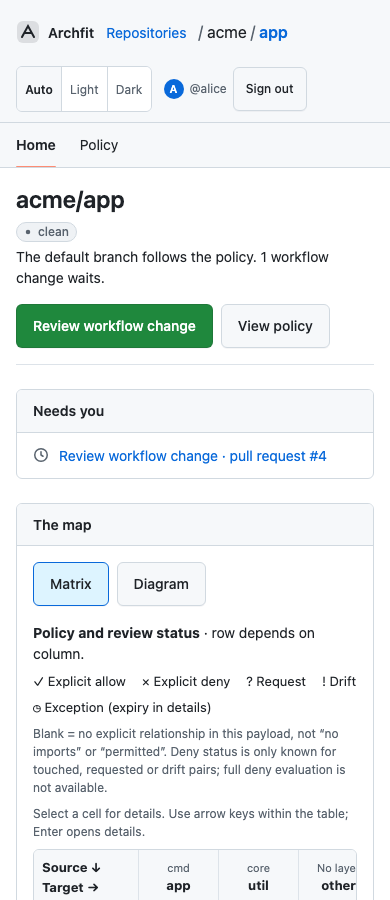 Archfit Repositories / acme / app
Auto Light Dark A @alice Sign out
Home Policy
acme/app
• clean
The default branch follows the policy. 1 workflow
change waits.
Review workflow change View policy
Needs you
Review workflow change · pull request #4
The map
Matrix Diagram
Policy and review status · row depends on
column.
✓ Explicit allow × Explicit deny ? Request ! Drift
◷ Exception (expiry in details)
Blank = no explicit relationship in this payload, not “no
imports” or “permitted”. Deny status is only known for
touched, requested or drift pairs; full deny evaluation is
not available.
Select a cell for details. Use arrow keys within the table;
Enter opens details.
Source ↓ cmd core No laye
Target → app util other